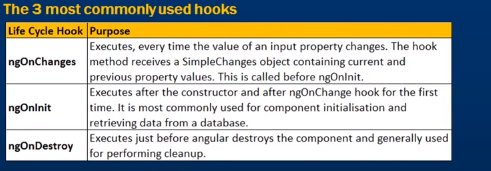 The 3 most commonly used hooks
Life Cycle Hook Purpose
Executes, every time the value of an input property changes. The hook
ngOnChanges method receives a SimpleChanges object containing current and
previous property values. This is called before ngOnInit.
Executes after the constructor and after ngOnChange hook for the first
ngOnInit time. It is most commonly used for component initialisation and
retrieving data from a database.
ngOnDestroy Executes just before angular destroys the component and generally used
for performing cleanup.